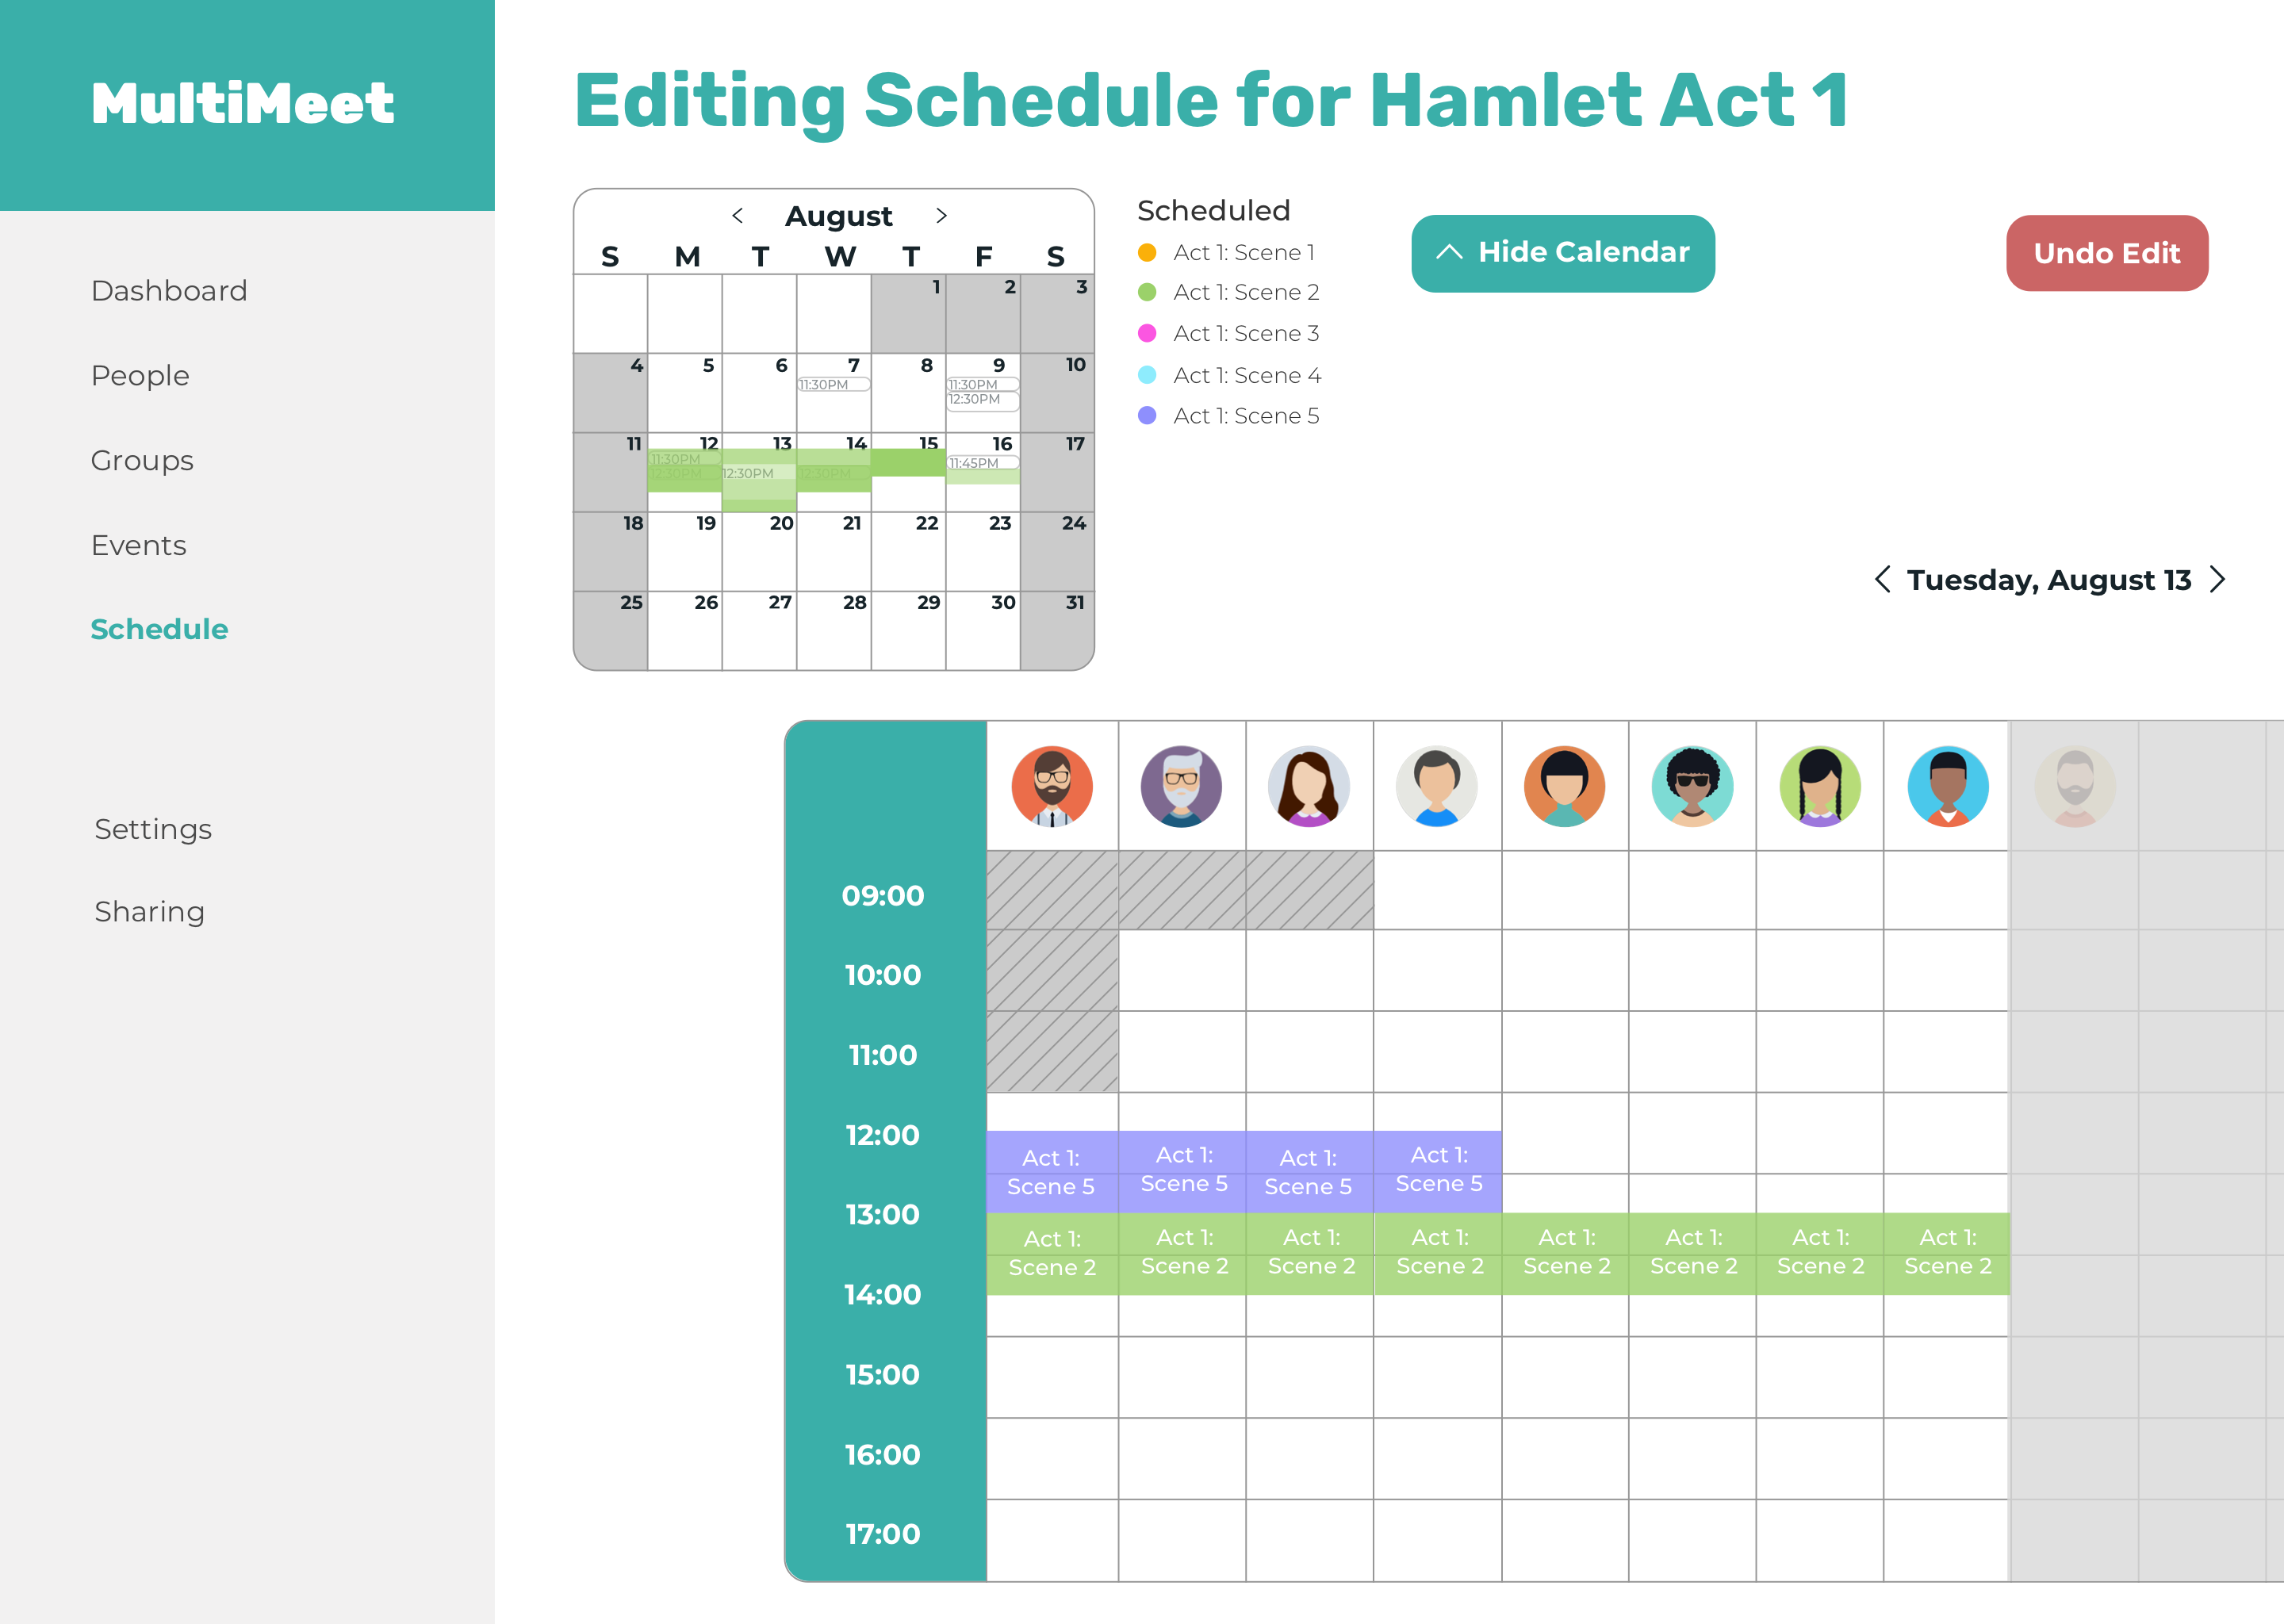 MultiMeet
Dashboard
People
Groups
Events
Schedule
Settings
Sharing
Editing Schedule for Hamlet Act 1
< August >
S M T W T F S
1 2 3
4 5 6 7 8 9 10
11:30PM 11:30PM
12:30PM
11 12 13 14 15 16 17
11:30PM 11:45PM
12:30PM 12:30PM 12:30PM
18 19 20 21 22 23 24
25 26 27 28 29 30 31
Scheduled
Act 1: Scene 1
Act 1: Scene 2
Act 1: Scene 3
Act 1: Scene 4
Act 1: Scene 5
Hide Calendar
Undo Edit
< Tuesday, August 13 >
09:00
10:00
11:00
12:00
Act 1: Act 1: Act 1: Act 1:
Scene 5 Scene 5 Scene 5 Scene 5
13:00
Act 1: Act 1: Act 1: Act 1: Act 1: Act 1: Act 1: Act 1:
Scene 2 Scene 2 Scene 2 Scene 2 Scene 2 Scene 2 Scene 2 Scene 2
14:00
15:00
16:00
17:00